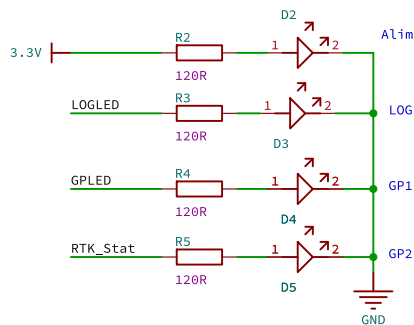 D2
R2
Alim
3.3V
1
2
120R
LOGLED
R3
1
2
LOG
120R
D3
GPLED
R4
1
2
GP1
120R
D4
RTK_Stat
R5
1
2
GP2
120R
D5
GND